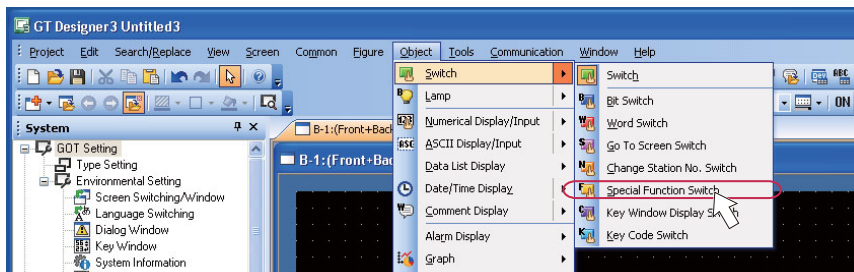 GT Designer3 Untitled3
Project Edit Search/Replace View Screen Common Figure Object Tools Communication Window Help
System
GOT Setting
Type Setting
Environmental Setting
Screen Switching/Window
Language Switching
Dialog Window
Key Window
System Information
B-1:(Front+Back
B-1:(Front+Bac
Switch
Lamp
Numerical Display/Input
ASCII Display/Input
Data List Display
Date/Time Display
Comment Display
Alarm Display
Graph
Switch
Bit Switch
Word Switch
Go To Screen Switch
Change Station No. Switch
Special Function Switch
Key Window Display Switch
Key Code Switch
ABC
ON